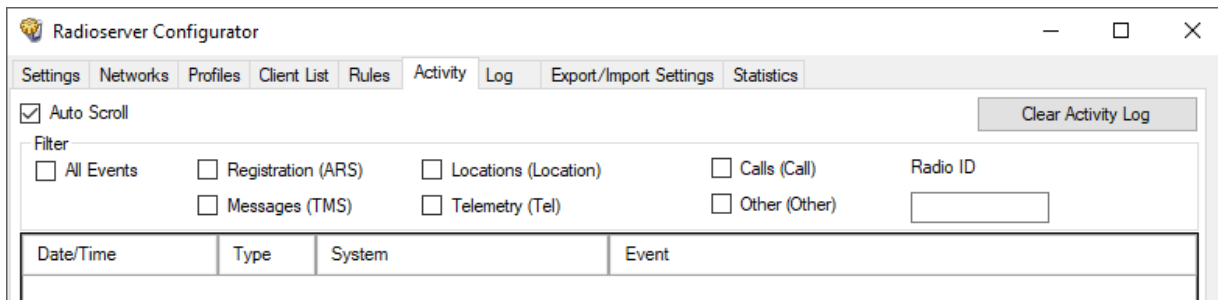 Radioserver Configurator
Settings Networks Profiles Client List Rules Activity Log Export/Import Settings Statistics
Auto Scroll Clear Activity Log
Filter
All Events Registration (ARS) Locations (Location) Calls (Call) Radio ID
Messages (TMS) Telemetry (Tel) Other (Other)
Date/Time Type System Event